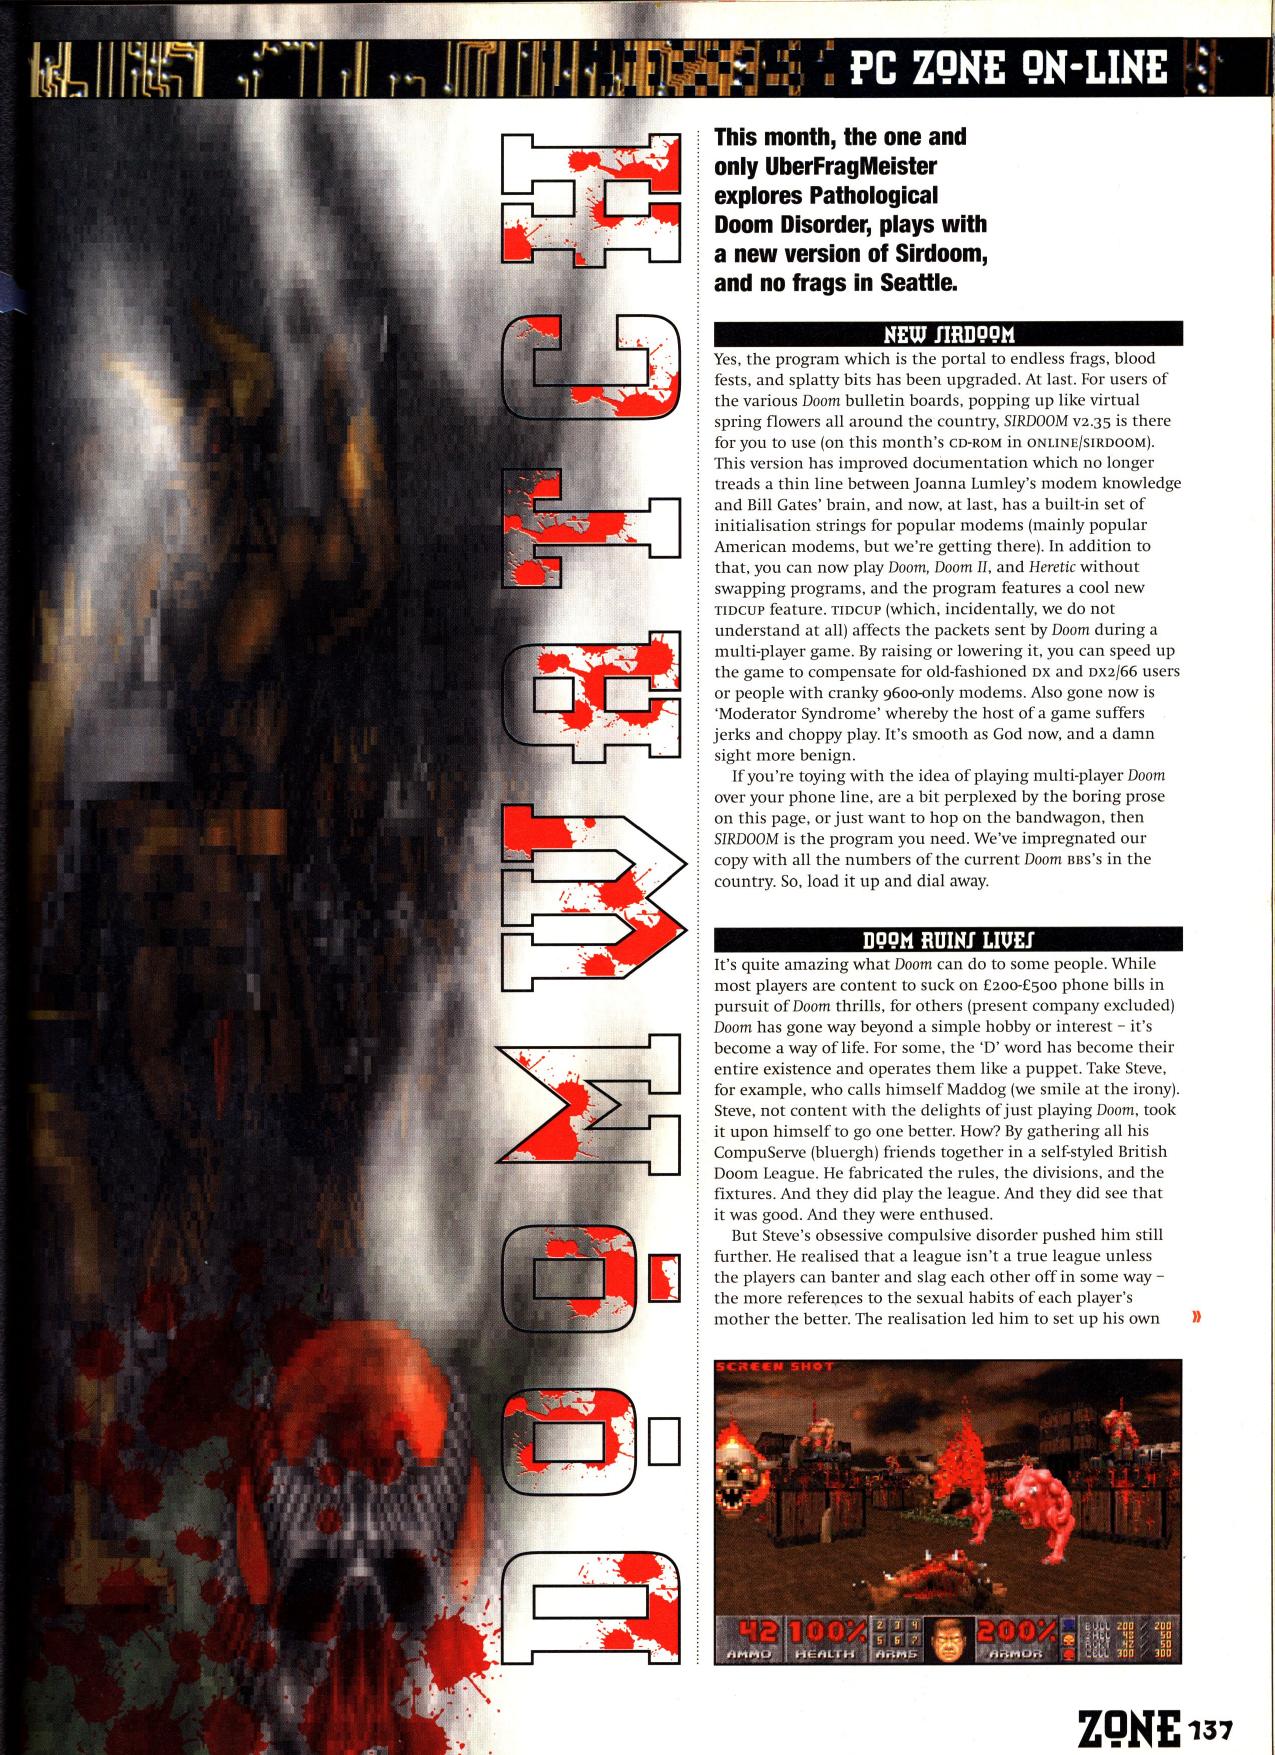 PC ZONE ON-LINE
DOOMWATCH
This month, the one and
only UberFragMeister
explores Pathological
Doom Disorder, plays with
a new version of Sirdoom,
and no frags in Seattle.
NEW SIRDOOM
Yes, the program which is the portal to endless frags, blood
fests, and splatty bits has been upgraded. At last. For users of
the various Doom bulletin boards, popping up like virtual
spring flowers all around the country, SIRDOOM v2.35 is there
for you to use (on this month's CD-ROM in ONLINE/SIRDOOM).
This version has improved documentation which no longer
treads a thin line between Joanna Lumley's modem knowledge
and Bill Gates' brain, and now, at last, has a built-in set of
initialisation strings for popular modems (mainly popular
American modems, but we're getting there). In addition to
that, you can now play Doom, Doom II, and Heretic without
swapping programs, and the program features a cool new
TIDCUP feature. TIDCUP (which, incidentally, we do not
understand at all) affects the packets sent by Doom during a
multi-player game. By raising or lowering it, you can speed up
the game to compensate for old-fashioned DX and DX2/66 users
or people with cranky 9600-only modems. Also gone now is
'Moderator Syndrome' whereby the host of a game suffers
jerks and choppy play. It's smooth as God now, and a damn
sight more benign.
If you're toying with the idea of playing multi-player Doom
over your phone line, are a bit perplexed by the boring prose
on this page, or just want to hop on the bandwagon, then
SIRDOOM is the program you need. We've impregnated our
copy with all the numbers of the current Doom BBS's in the
country. So, load it up and dial away.
DOOM RUINS LIVES
It's quite amazing what Doom can do to some people. While
most players are content to suck on £200-£500 phone bills in
pursuit of Doom thrills, for others (present company excluded)
Doom has gone way beyond a simple hobby or interest – it's
become a way of life. For some, the 'D' word has become their
entire existence and operates them like a puppet. Take Steve,
for example, who calls himself Maddog (we smile at the irony).
Steve, not content with the delights of just playing Doom, took
it upon himself to go one better. How? By gathering all his
CompuServe (bluergh) friends together in a self-styled British
Doom League. He fabricated the rules, the divisions, and the
fixtures. And they did play the league. And they did see that
it was good. And they were enthused.
But Steve's obsessive compulsive disorder pushed him still
further. He realised that a league isn't a true league unless
the players can banter and slag each other off in some way –
the more references to the sexual habits of each player's
mother the better. The realisation led him to set up his own »
SCREEN SHOT
42 100% 2 3 4 200% BULL 200 / 200
5 6 7 SHEL 48 / 50
RCKT 42 / 50
AMMO HEALTH ARMS ARMOR CELL 300 / 300
ZONE 137